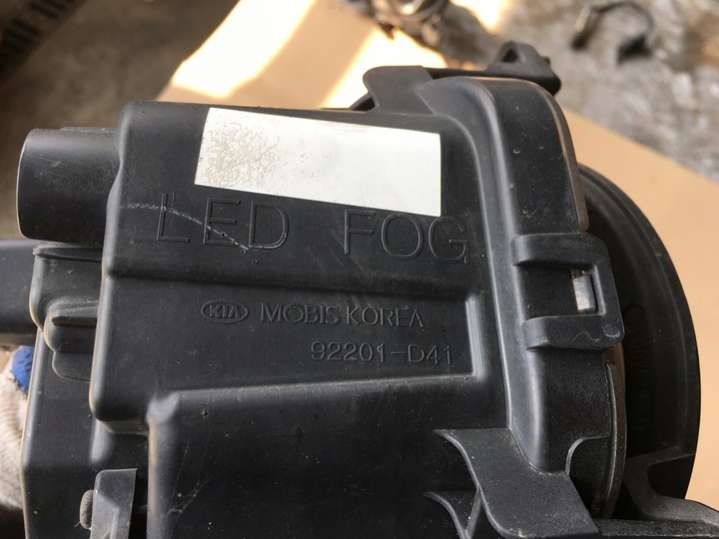 LED FOG
KIA MOBIS KOREA
92201-D41